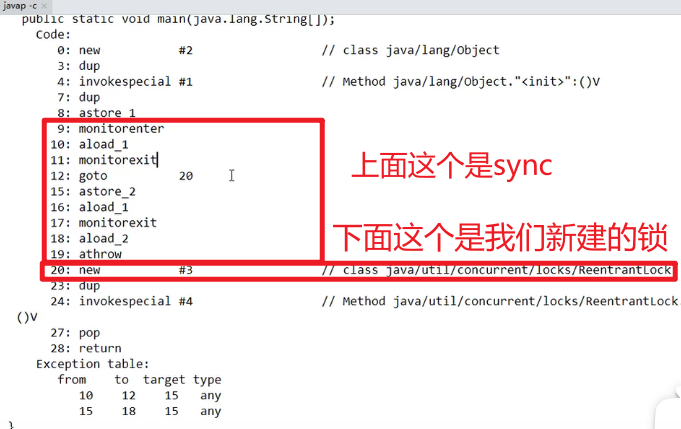 javap -c
public static void main(java.lang.String[]);
Code:
0: new #2 // class java/lang/Object
3: dup
4: invokespecial #1 // Method java/lang/Object."<init>":()V
7: dup
8: astore_1
9: monitorenter
10: aload_1
11: monitorexit
12: goto 20
15: astore_2
16: aload_1
17: monitorexit
18: aload_2
19: athrow
上面这个是sync
下面这个是我们新建的锁
20: new #3 // class java/util/concurrent/locks/ReentrantLock
23: dup
24: invokespecial #4 // Method java/util/concurrent/locks/ReentrantLock.
()V
27: pop
28: return
Exception table:
from to target type
10 12 15 any
15 18 15 any
}